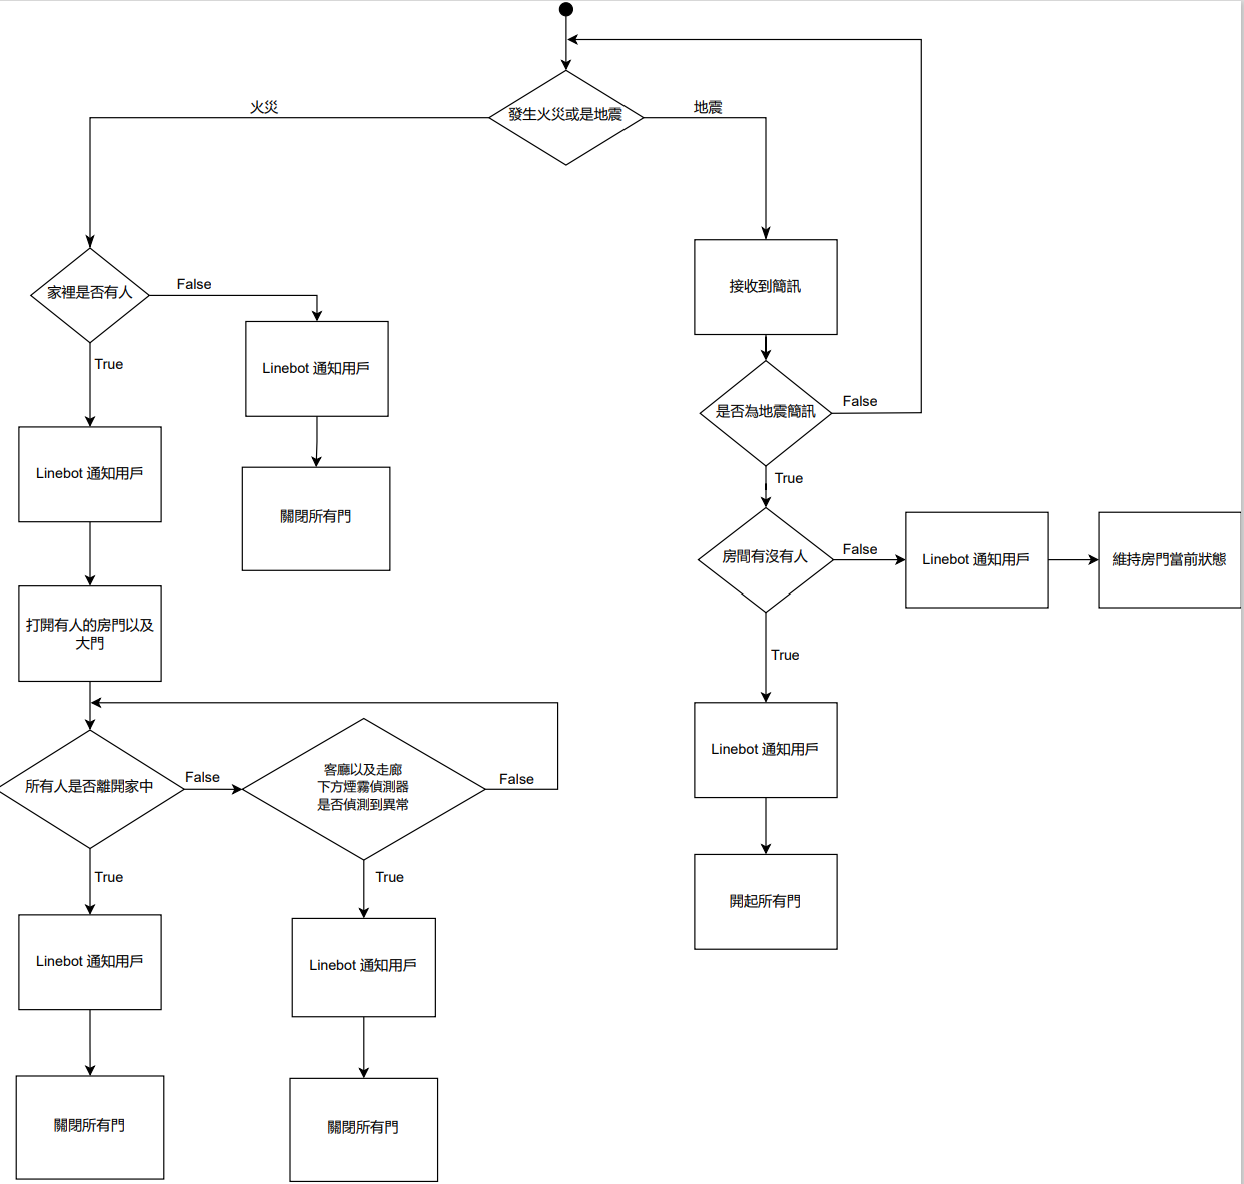 發生火災或是地震
火災
地震
家裡是否有人
False
True
Linebot 通知用戶
關閉所有門
Linebot 通知用戶
打開有人的房門以及
大門
所有人是否離開家中
False
True
客廳以及走廊
下方煙霧偵測器
是否偵測到異常
False
True
Linebot 通知用戶
關閉所有門
Linebot 通知用戶
關閉所有門
接收到簡訊
是否為地震簡訊
False
True
房間有沒有人
False
Linebot 通知用戶
維持房門當前狀態
True
Linebot 通知用戶
開起所有門